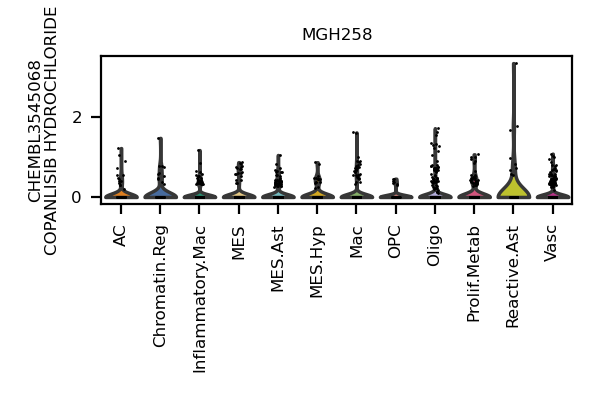 MGH258
CHEMBL3545068
COPANLISIB HYDROCHLORIDE
2
0
AC
Chromatin.Reg
Inflammatory.Mac
MES
MES.Ast
MES.Hyp
Mac
OPC
Oligo
Prolif.Metab
Reactive.Ast
Vasc